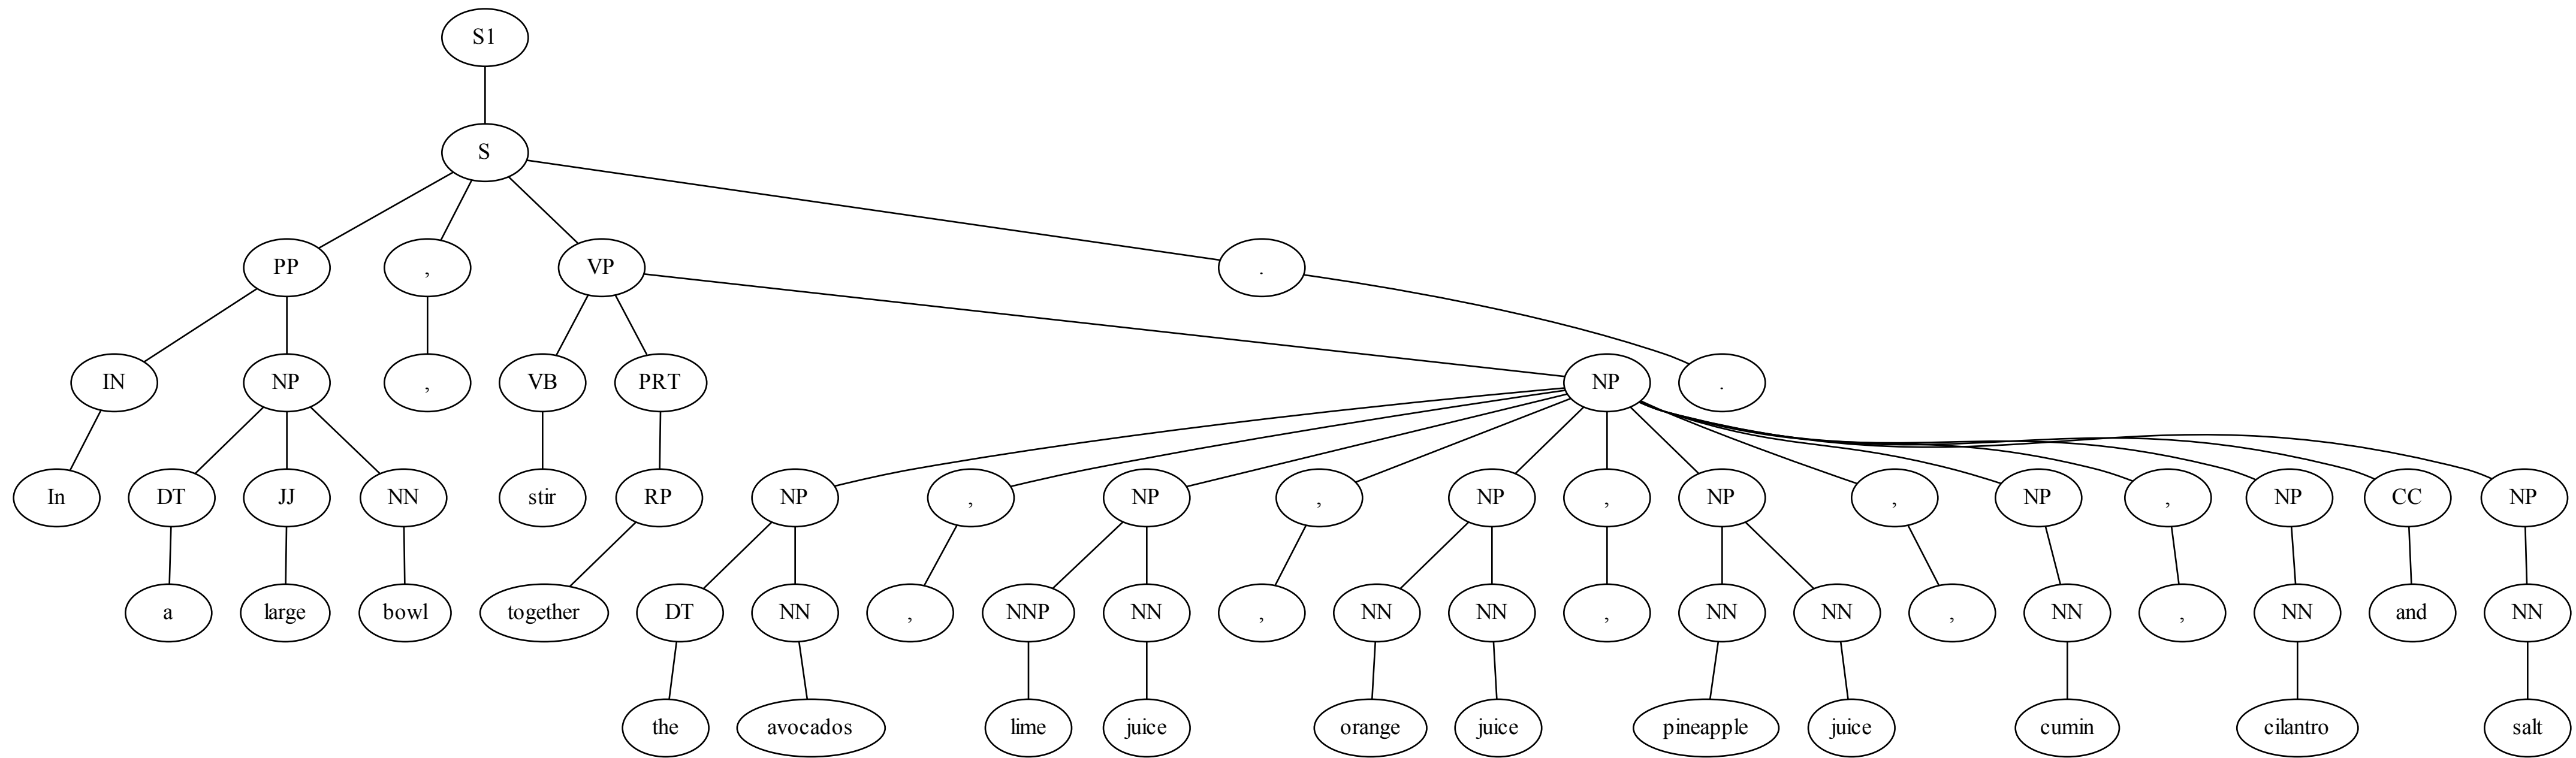 S1
S
PP , VP .
IN NP , VB PRT NP .
In DT JJ NN stir RP NP , NP , NP , NP , NP , NP CC NP
a large bowl together DT NN , NNP NN , NN NN , NN NN , NN , NN and NN
the avocados lime juice orange juice pineapple juice cumin cilantro salt